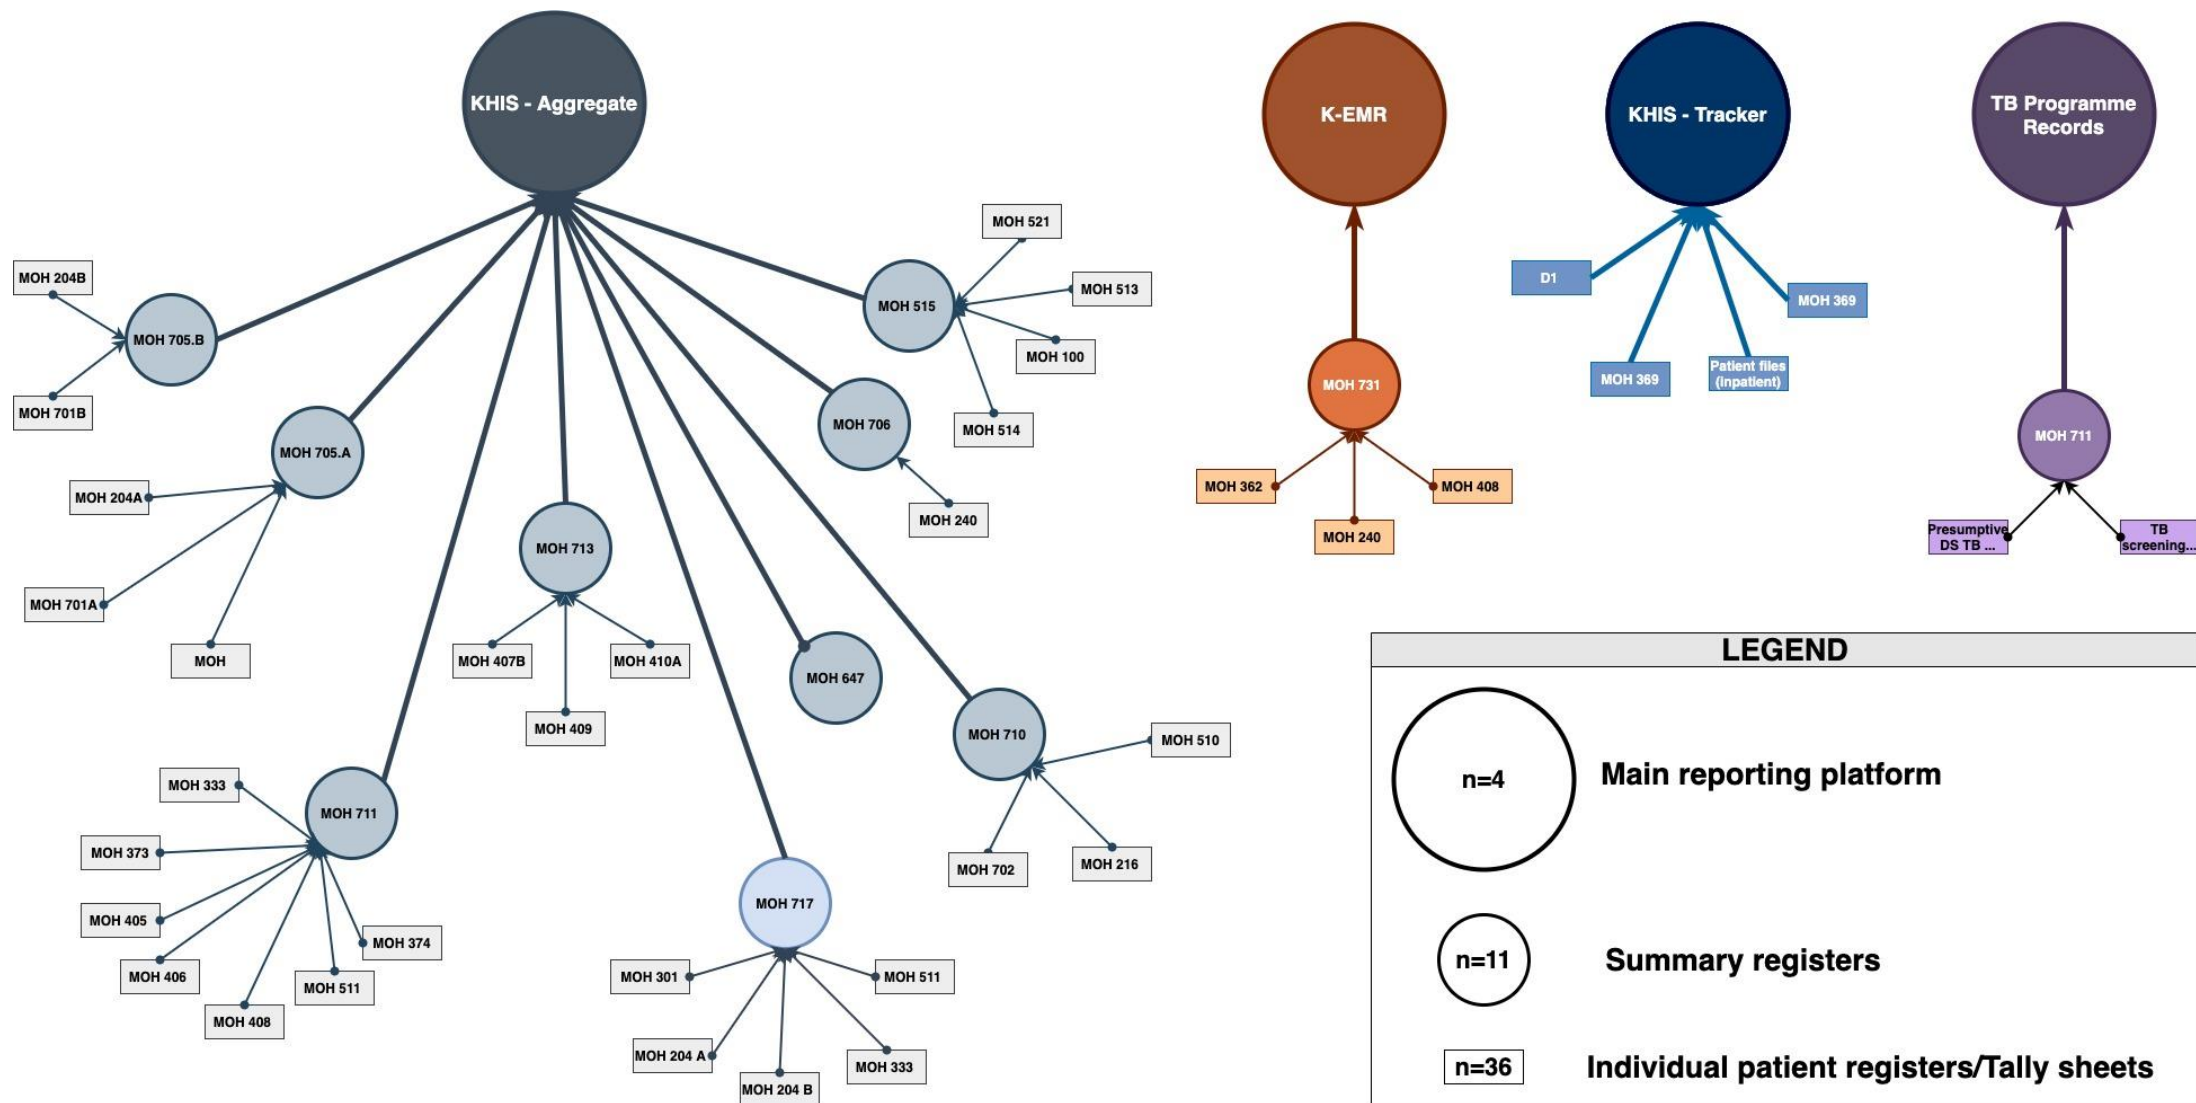 KHIS - Aggregate
K-EMR
KHIS - Tracker
TB Programme
Records
MOH 521
MOH 204B
MOH 513
MOH 515
D1
MOH 369
MOH 705.B
MOH 100
MOH 369
Patient files
(inpatient)
MOH 731
MOH 701B
MOH 706
MOH 514
MOH 711
MOH 705.A
MOH 204A
MOH 362
MOH 408
MOH 240
MOH 240
Presumptive
DS TB ...
TB
screening...
MOH 713
MOH 701A
MOH
MOH 407B
MOH 410A
MOH 647
MOH 409
MOH 710
MOH 510
MOH 333
MOH 711
MOH 373
MOH 702
MOH 216
MOH 405
MOH 717
MOH 374
MOH 406
MOH 511
MOH 408
MOH 301
MOH 511
MOH 204 A
MOH 333
MOH 204 B
LEGEND
n=4
Main reporting platform
n=11
Summary registers
n=36
Individual patient registers/Tally sheets